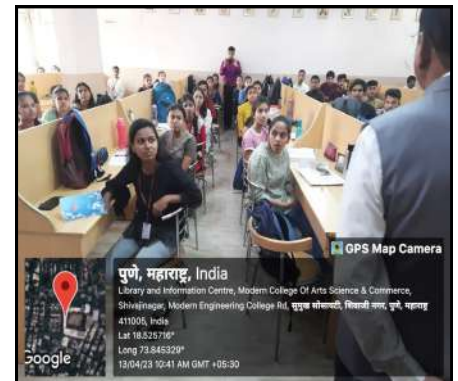 GPS Map Camera
पुणे, महाराष्ट्र, India
Library and Information Centre, Modern College Of Arts Science & Commerce,
Shivajinagar, Modern Engineering College Rd, सुमुख सोसायटी, शिवाजी नगर, पुणे, महाराष्ट्र
411005, India
Lat 18.525716°
Long 73.845329°
13/04/23 10:41 AM GMT +05:30
Google